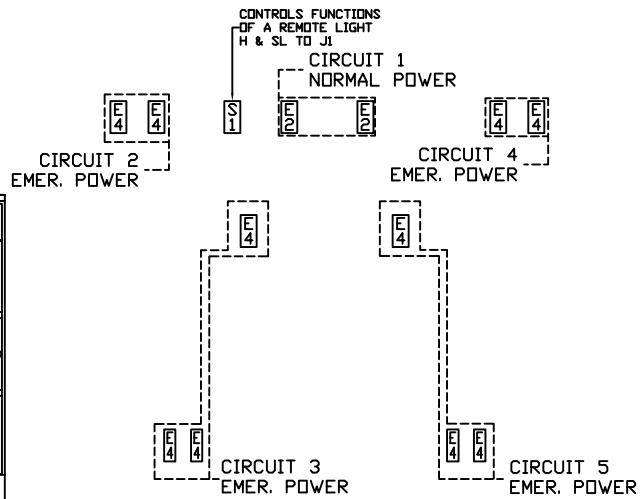 CONTROLS FUNCTIONS
OF A REMOTE LIGHT
H & SL TO J1
CIRCUIT 1
NORMAL POWER
E4
E4
S1
E2
E2
E4
E4
CIRCUIT 2
EMER. POWER
CIRCUIT 4
EMER. POWER
E4
E4
E4
E4
E4
E4
CIRCUIT 3
EMER. POWER
CIRCUIT 5
EMER. POWER